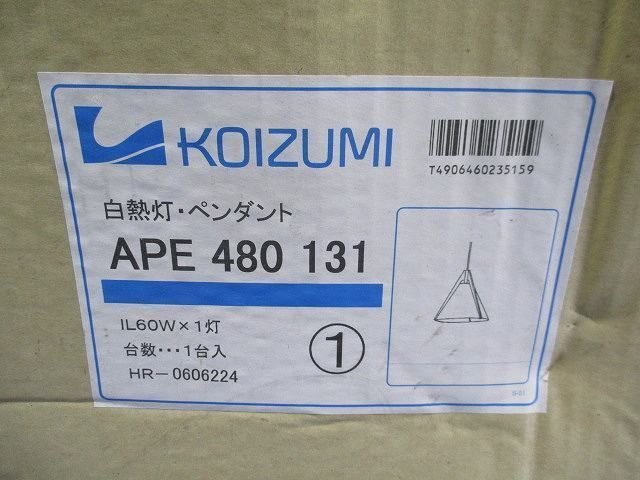 KOIZUMI
T4906460235159
白熱灯・ペンダント
APE 480 131
IL60W×1灯
台数・・・1台入
①
HR－0606224